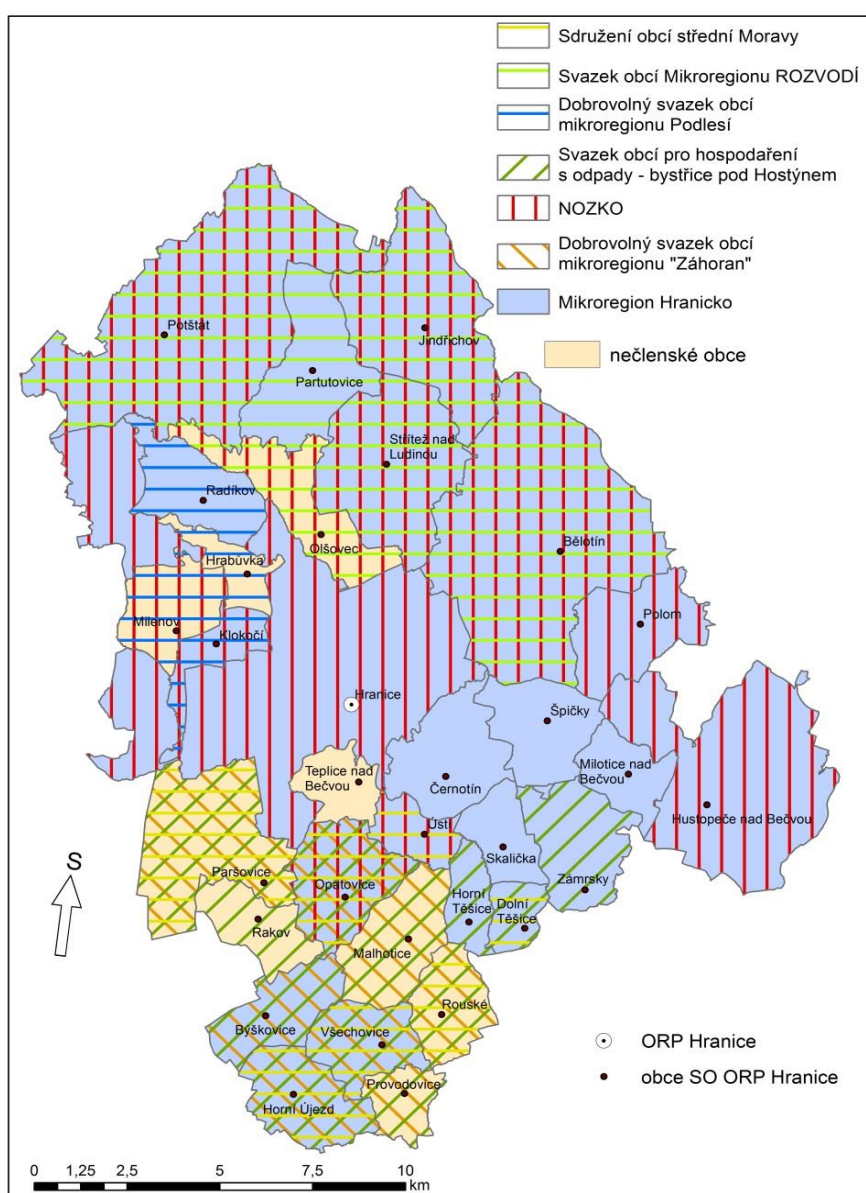 Sdružení obcí střední Moravy
Svazek obcí Mikroregionu ROZVODÍ
Dobrovolný svazek obcí
mikroregionu Podlesí
Svazek obcí pro hospodaření
s odpady - bystřice pod Hostýnem
NOZKO
Dobrovolný svazek obcí
mikroregionu "Záhoran"
Mikroregion Hranicko
nečlenské obce
Potštát
Jindřichov
Partutovice
Střítež nad
Ludinou
Radíkov
Olšovec
Bělotín
Hrabůvka
Milenov
Klokočí
Polom
Hranice
Špičky
Teplice nad
Bečvou
Černotín
Milotice nad
Bečvou
Hustopeče nad Bečvou
Ústí
Skalička
Paršovice
Opatovice
Horní
Těšice
Dolní
Těšice
Zámrsky
Rakov
Malhotice
S
Rouské
Byškovice
Všechovice
Provodovice
Horní Újezd
ORP Hranice
obce SO ORP Hranice
0 1,25 2,5 5 7,5 10
km